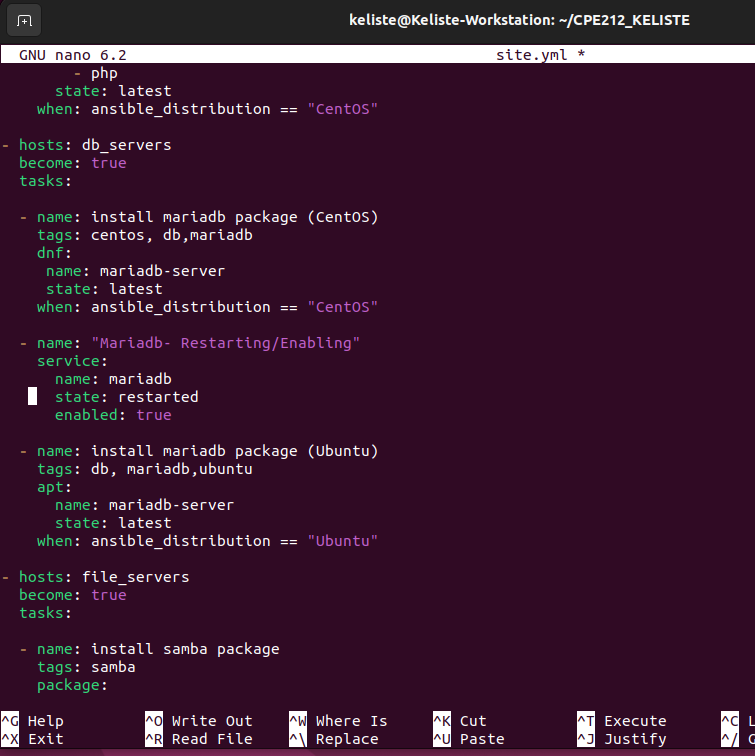 keliste@Keliste-Workstation: ~/CPE212_KELISTE
GNU nano 6.2 site.yml *
- php
state: latest
when: ansible_distribution == "CentOS"
- hosts: db_servers
become: true
tasks:
- name: install mariadb package (CentOS)
tags: centos, db,mariadb
dnf:
name: mariadb-server
state: latest
when: ansible_distribution == "CentOS"
- name: "Mariadb- Restarting/Enabling"
service:
name: mariadb
state: restarted
enabled: true
- name: install mariadb package (Ubuntu)
tags: db, mariadb,ubuntu
apt:
name: mariadb-server
state: latest
when: ansible_distribution == "Ubuntu"
- hosts: file_servers
become: true
tasks:
- name: install samba package
tags: samba
package:
^G Help ^O Write Out ^W Where Is ^K Cut ^T Execute ^C L
^X Exit ^R Read File ^\ Replace ^U Paste ^J Justify ^/ G